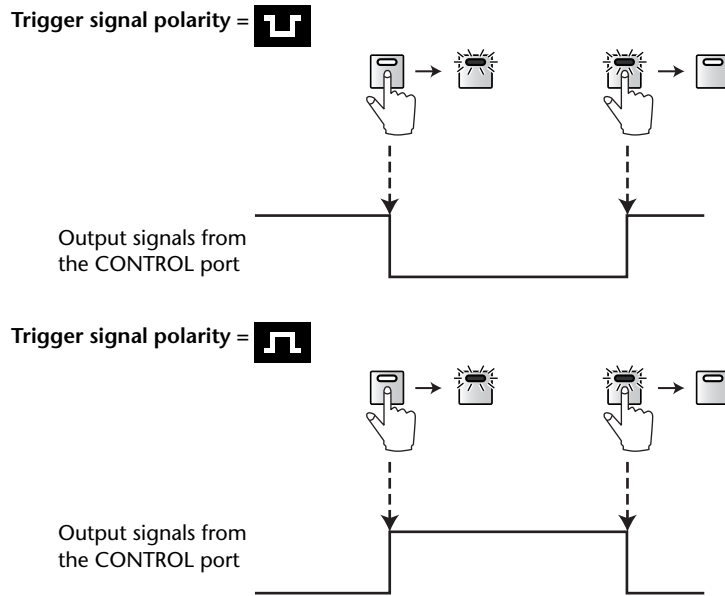 Trigger signal polarity =
Output signals from
the CONTROL port
Trigger signal polarity =
Output signals from
the CONTROL port